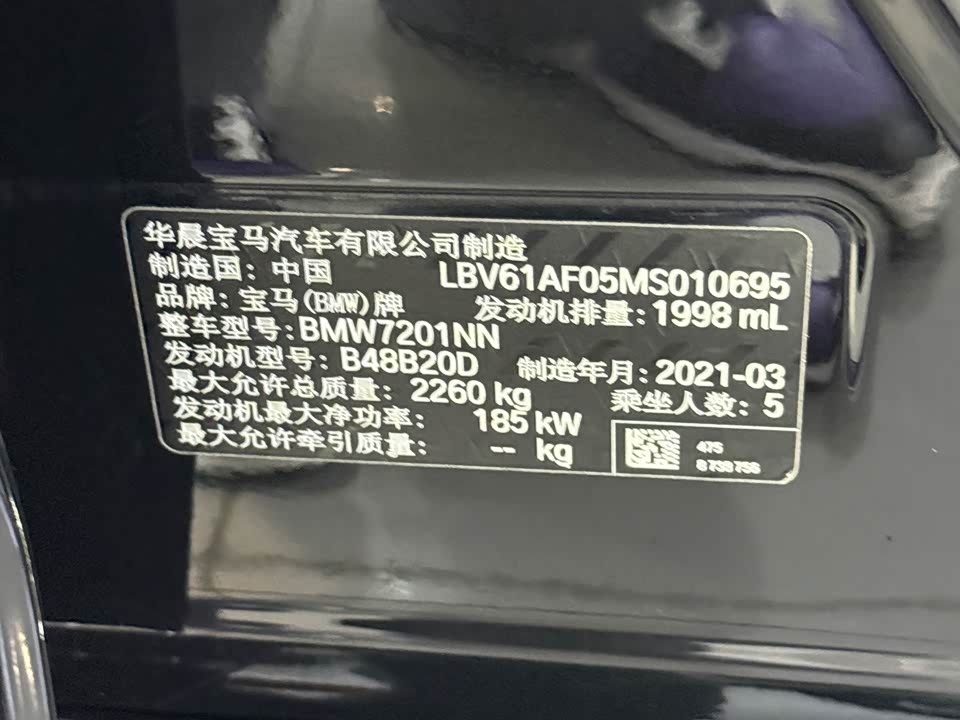 华晨宝马汽车有限公司制造
制造国：中国 LBV61AF05MS010695
品牌：宝马(BMW)牌 发动机排量：1998 mL
整车型号：BMW7201NN
发动机型号：B48B20D 制造年月：2021-03
最大允许总质量：2260 kg 乘坐人数：5
发动机最大净功率：185 kW
最大允许牵引质量：-- kg
475
8739756